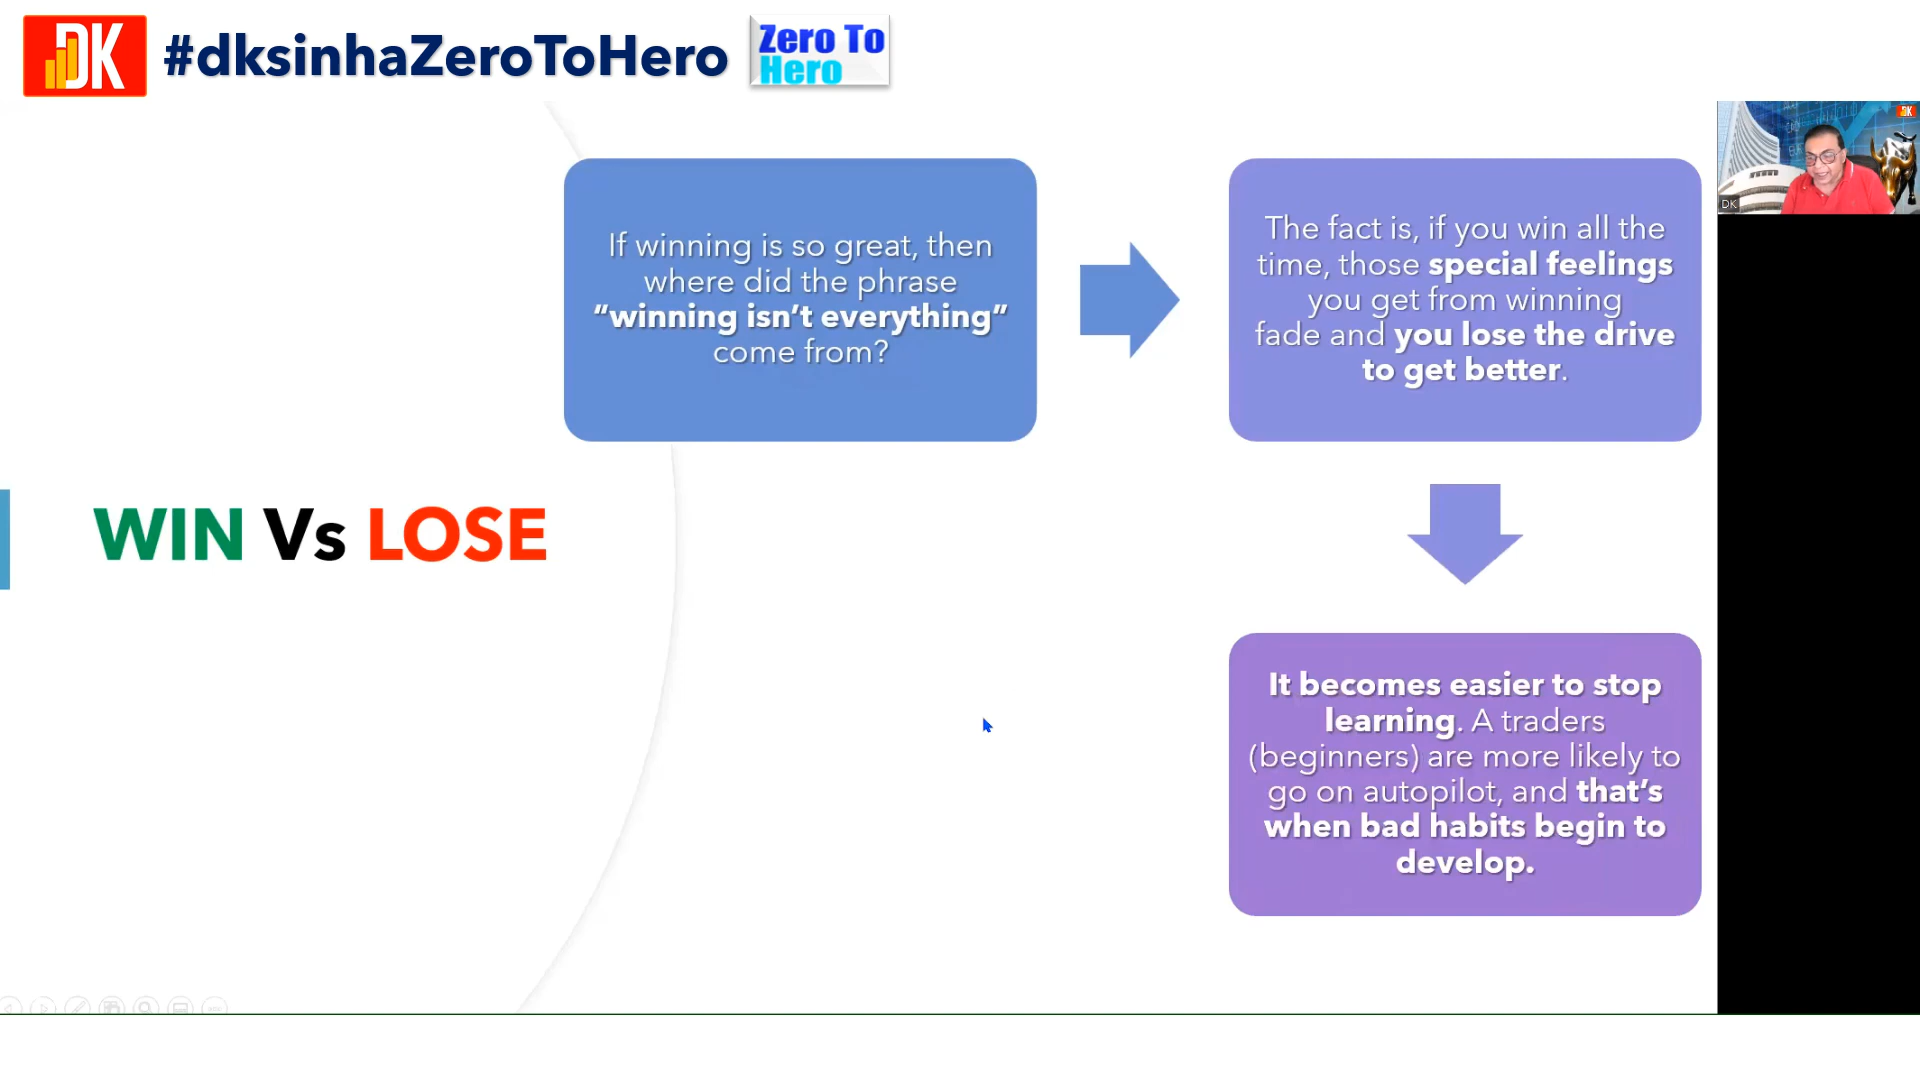 DK
#dksinhaZeroToHero
Zero To
Hero
If winning is so great, then
where did the phrase
“winning isn’t everything”
come from?
The fact is, if you win all the
time, those special feelings
you get from winning
fade and you lose the drive
to get better.
DK
DK
WIN Vs LOSE
It becomes easier to stop
learning. A traders
(beginners) are more likely to
go on autopilot, and that’s
when bad habits begin to
develop.